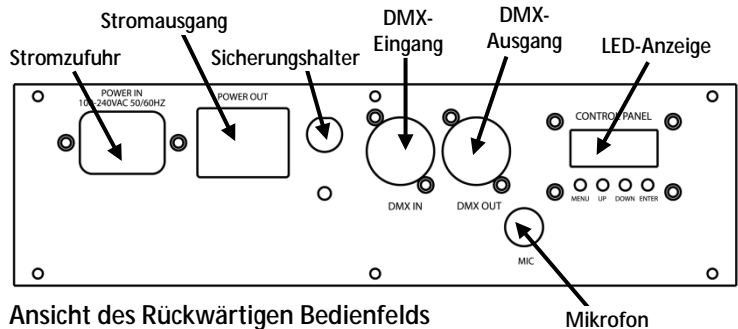 Stromausgang
Stromzufuhr
Sicherungshalter
DMX-
Eingang
DMX-
Ausgang
LED-Anzeige
POWER IN
100-240VAC 50/60HZ
POWER OUT
CONTROL PANEL
MENU UP DOWN ENTER
DMX IN
DMX OUT
MIC
Ansicht des Rückwärtigen Bedienfelds
Mikrofon